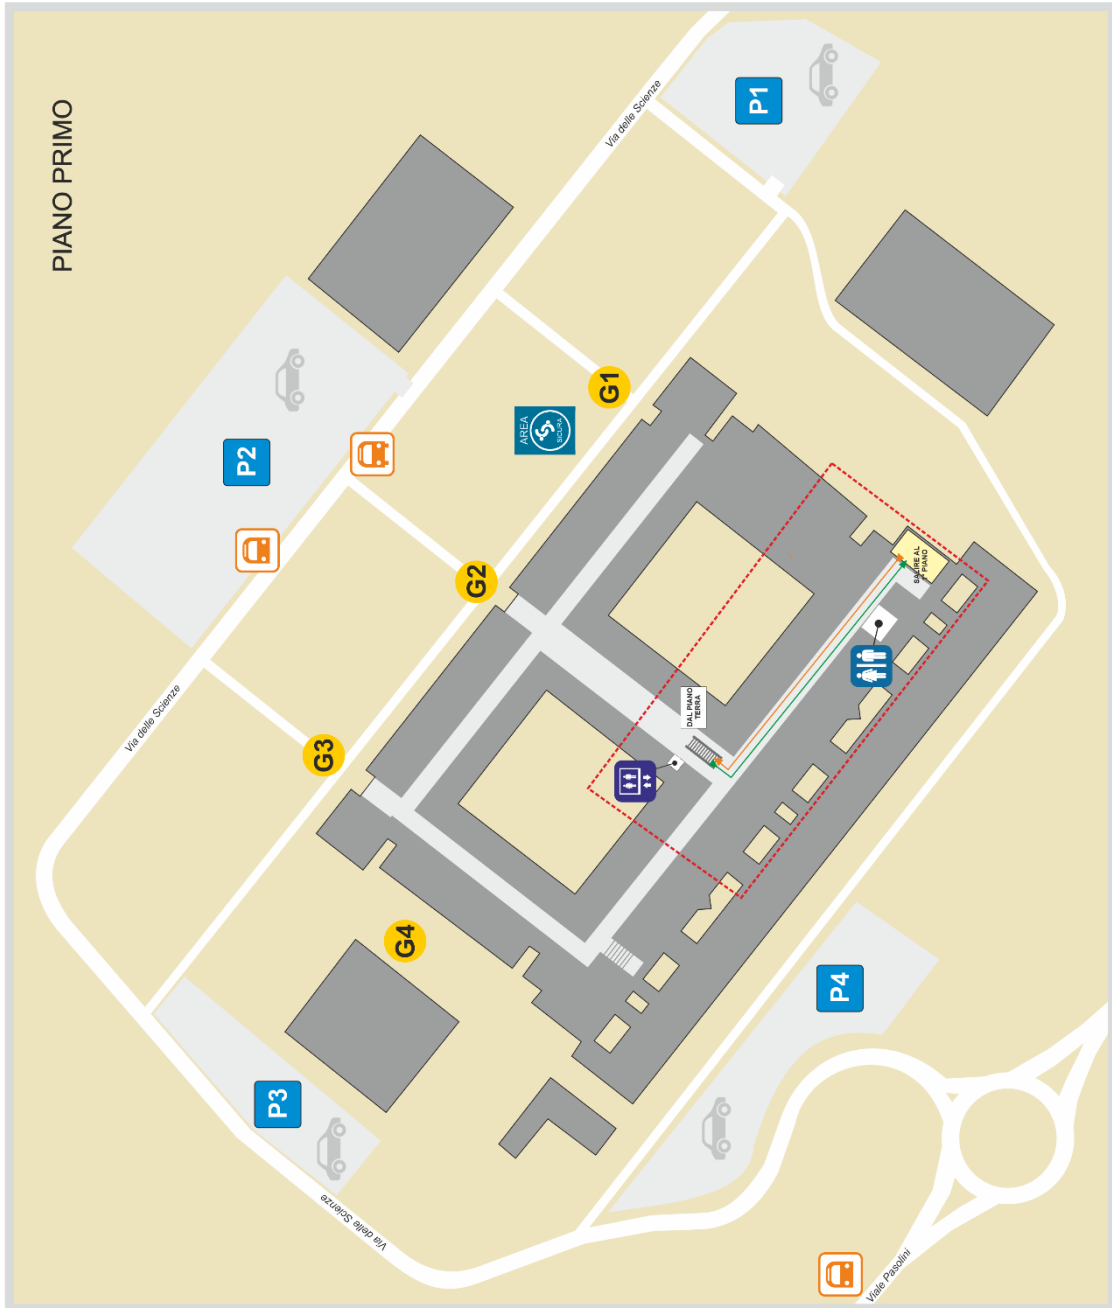 PIANO PRIMO
P1
Via delle Scienze
P2
G1
AREA
SICURA
G2
SALIRE AL
2° PIANO
DAL PIANO
TERRA
Via delle Scienze
G3
G4
P4
P3
Via delle Scienze
Viale Pasolini